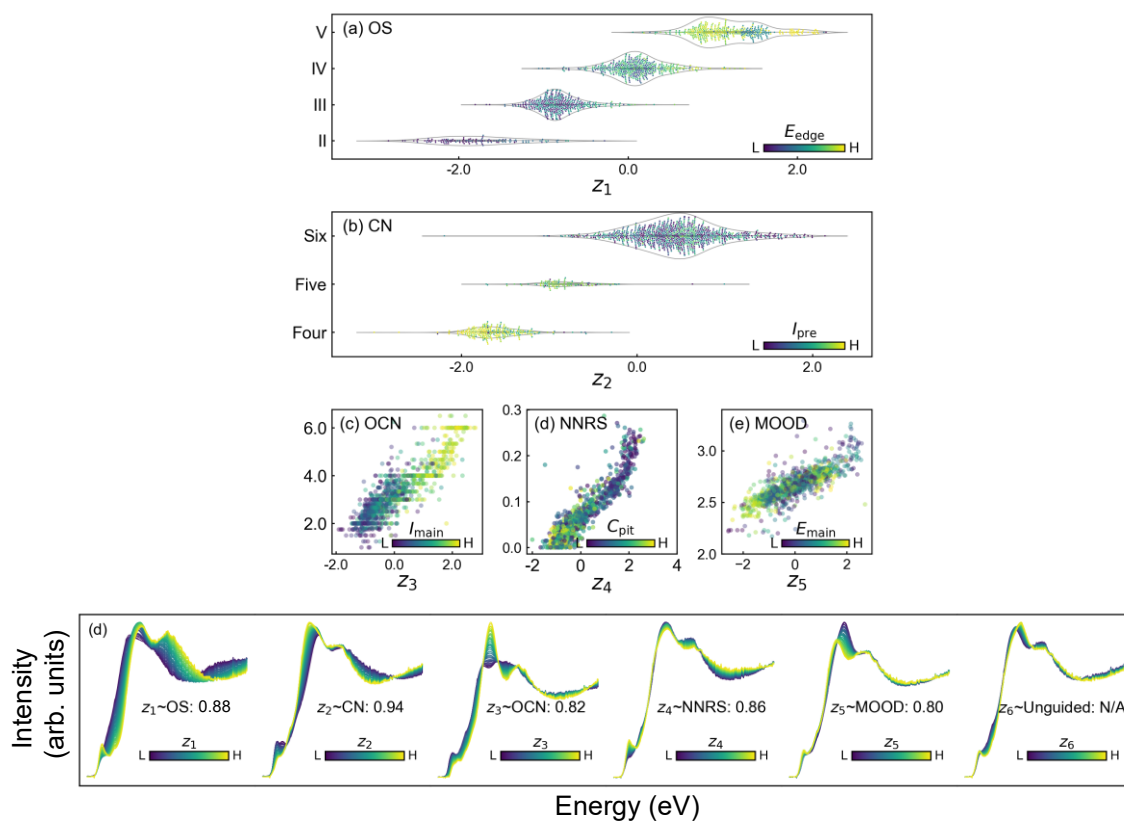 (a) OS
V
IV
III
II
E_edge
L H
-2.0 0.0 2.0
z_1
(b) CN
Six
Five
Four
I_pre
L H
-2.0 0.0 2.0
z_2
(c) OCN
6.0
4.0
2.0
I_main
L H
-2.0 0.0 2.0
z_3
(d) NNRS
0.3
0.2
0.1
0.0
C_pit
L H
-2 0 2 4
z_4
(e) MOOD
3.0
2.5
2.0
E_main
L H
-2 0 2
z_5
(d)
Intensity
(arb. units)
z_1~OS: 0.88
z_1
L H
z_2~CN: 0.94
z_2
L H
z_3~OCN: 0.82
z_3
L H
z_4~NNRS: 0.86
z_4
L H
z_5~MOOD: 0.80
z_5
L H
z_6~Unguided: N/A
z_6
L H
Energy (eV)